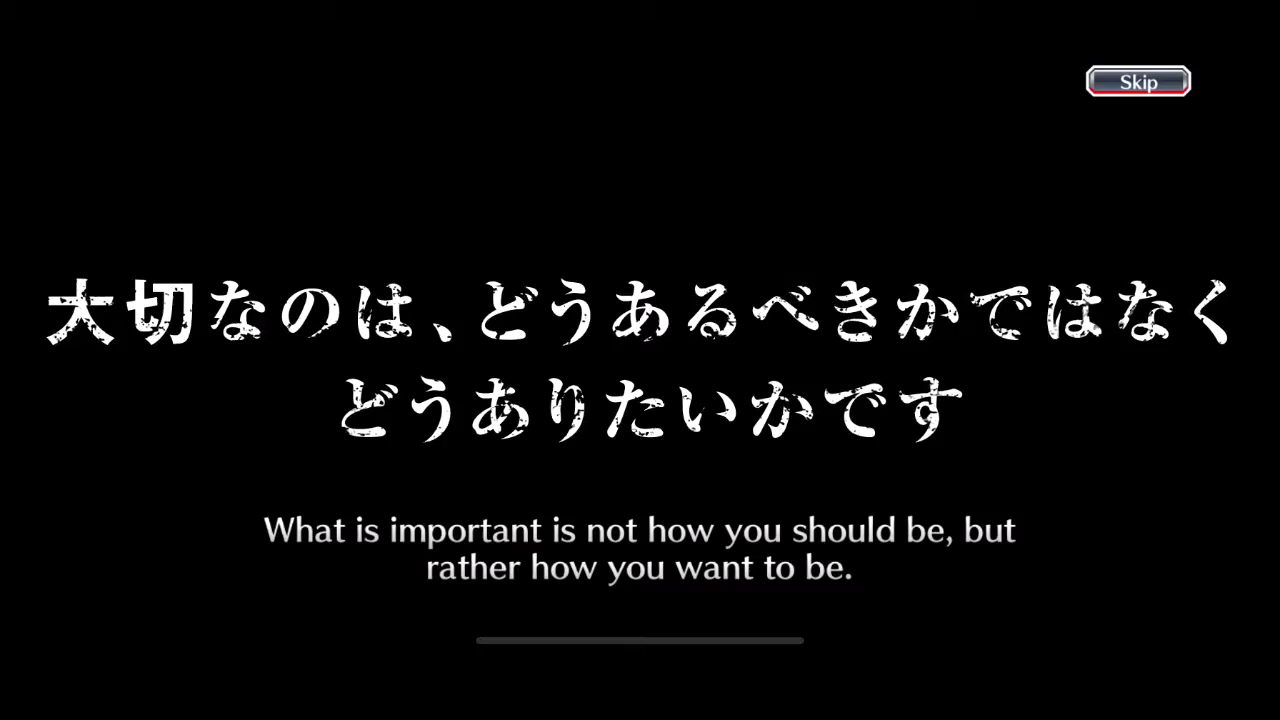 Skip
大切なのは、どうあるべきかではなく
どうありたいかです
What is important is not how you should be, but
rather how you want to be.